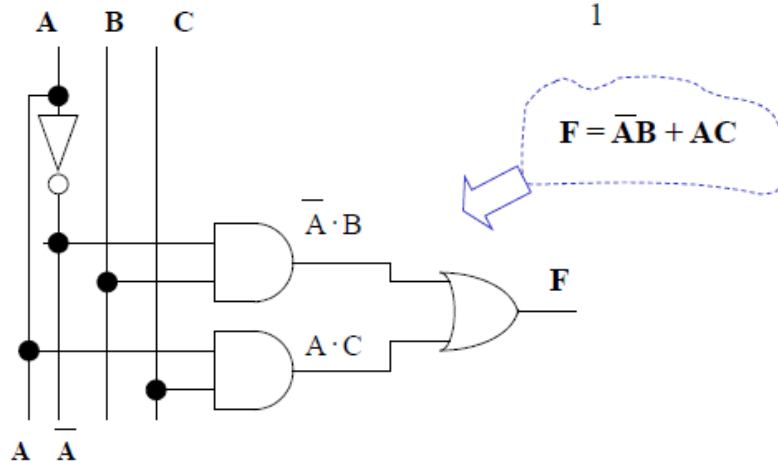 A B C 1
F = A̅B + AC
A̅ · B
F
A · C
A A̅